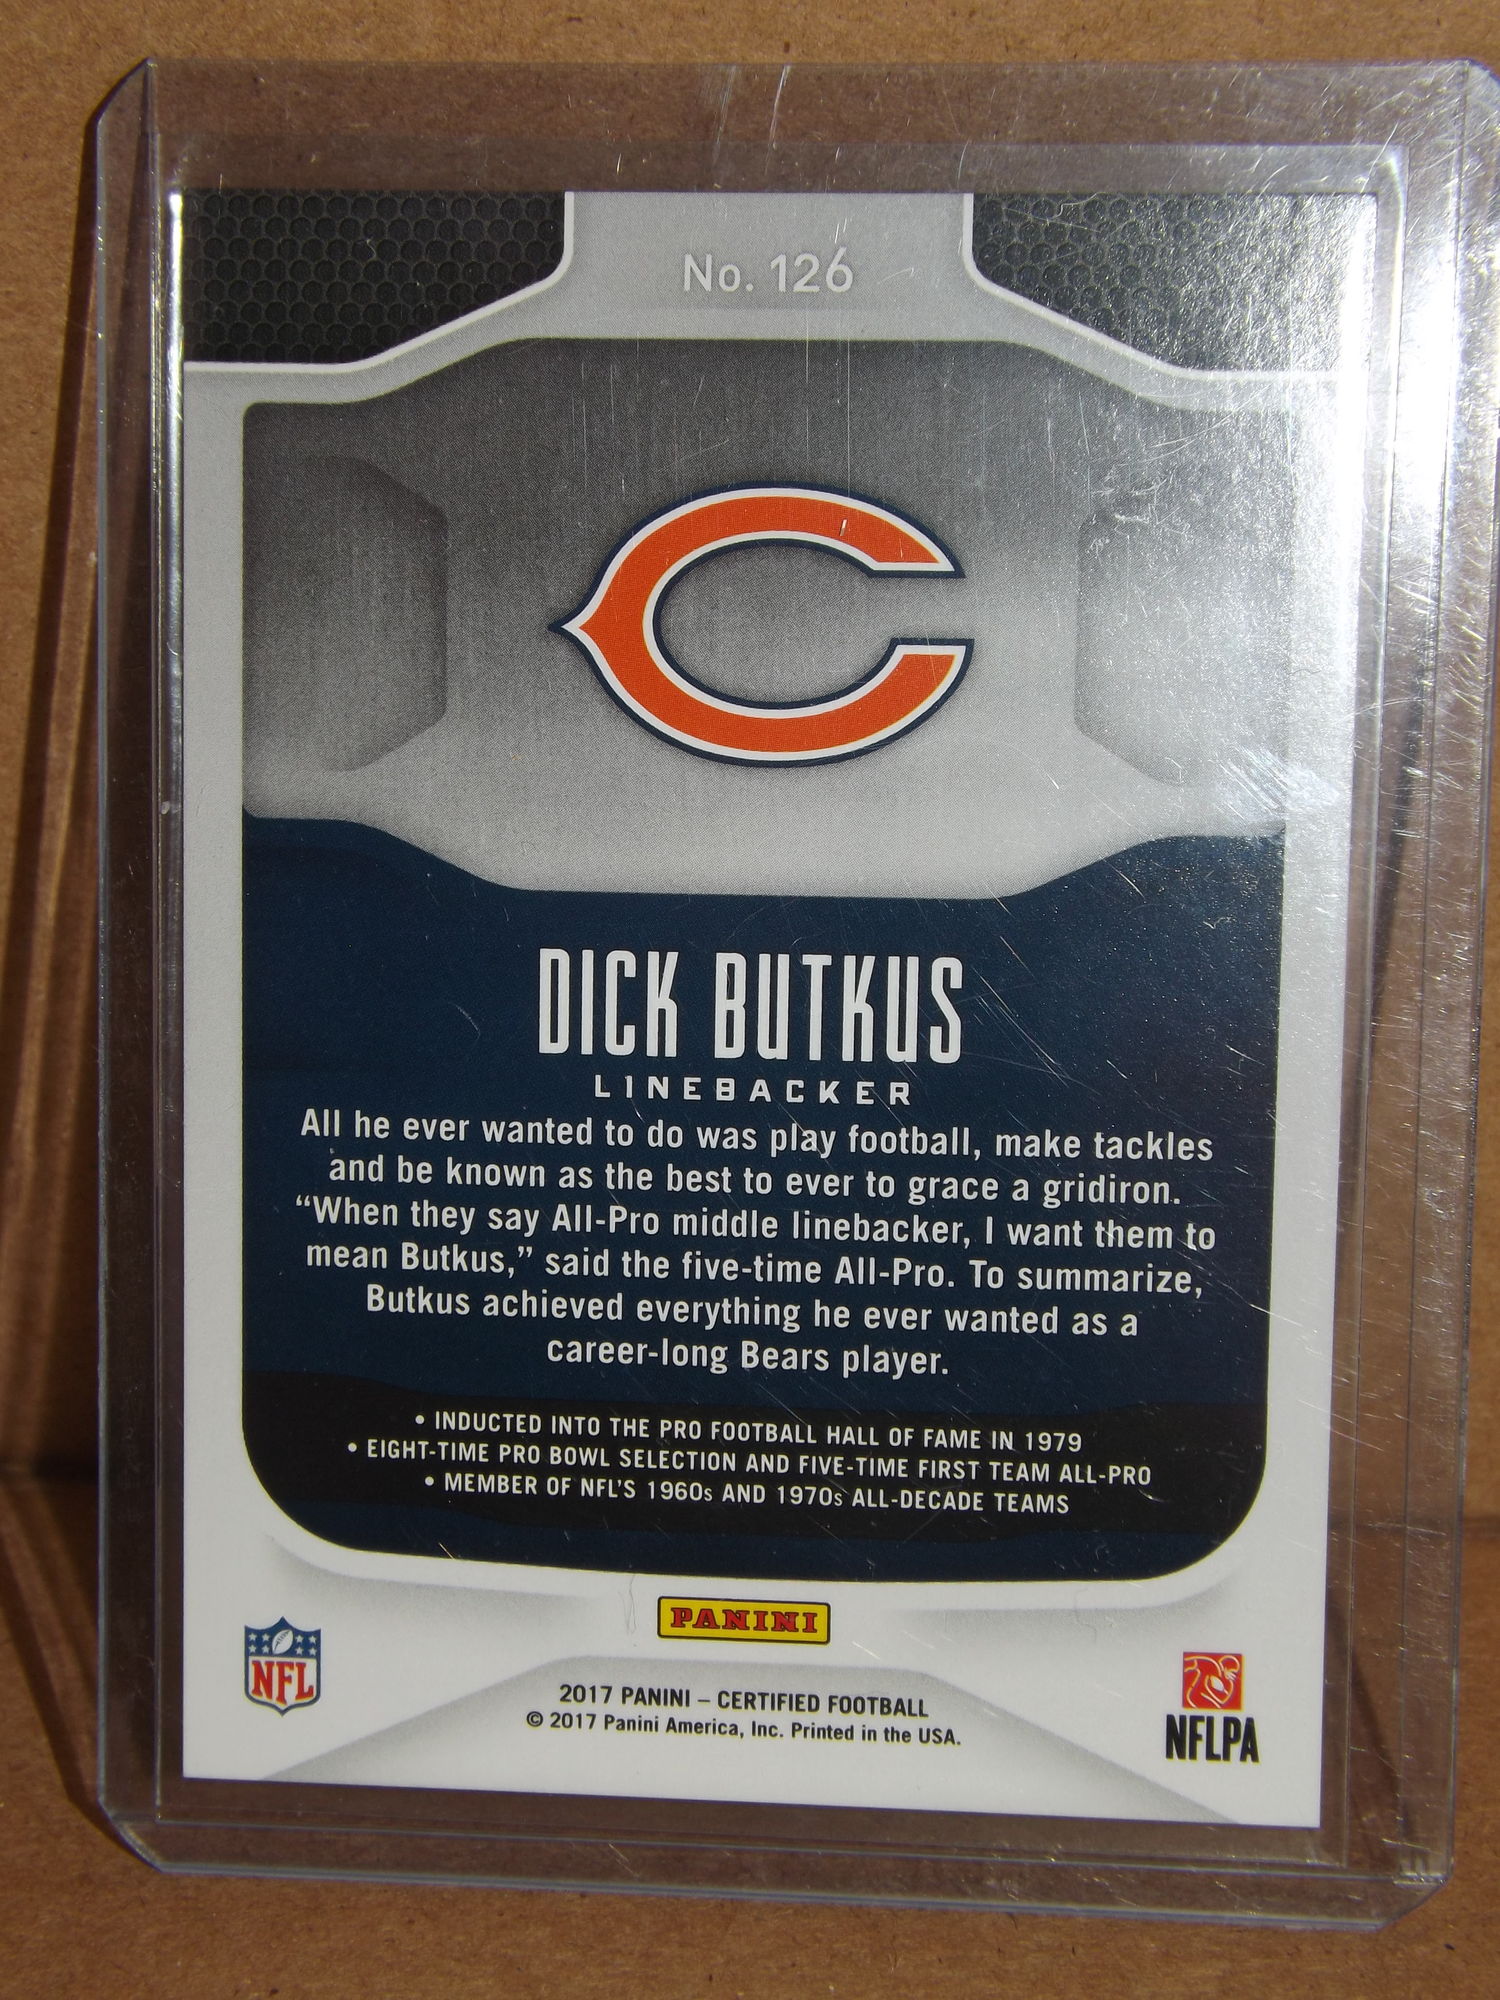 No. 126
DICK BUTKUS
LINEBACKER
All he ever wanted to do was play football, make tackles
and be known as the best to ever to grace a gridiron.
“When they say All-Pro middle linebacker, I want them to
mean Butkus,” said the five-time All-Pro. To summarize,
Butkus achieved everything he ever wanted as a
career-long Bears player.
• INDUCTED INTO THE PRO FOOTBALL HALL OF FAME IN 1979
• EIGHT-TIME PRO BOWL SELECTION AND FIVE-TIME FIRST TEAM ALL-PRO
• MEMBER OF NFL'S 1960s AND 1970s ALL-DECADE TEAMS
PANINI
NFL
2017 PANINI – CERTIFIED FOOTBALL
© 2017 Panini America, Inc. Printed in the USA.
NFLPA